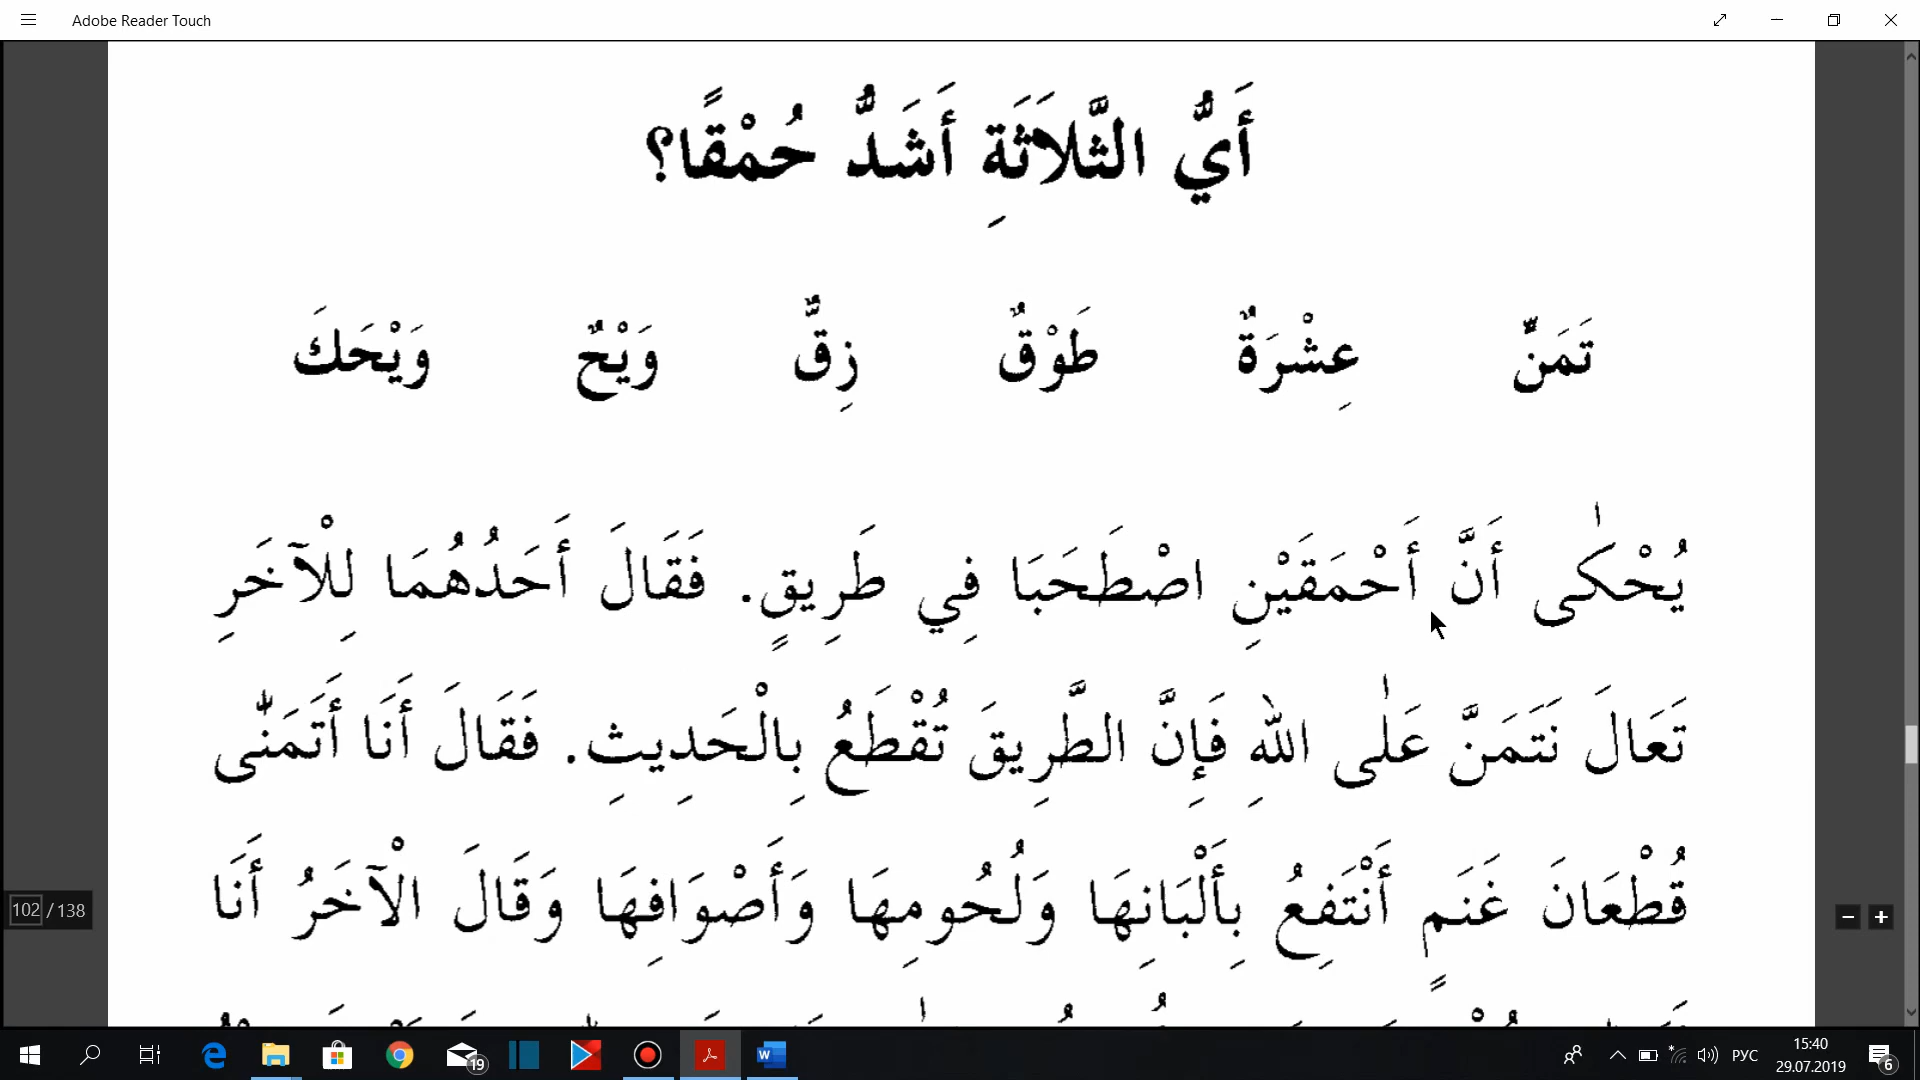 Adobe Reader Touch
أَيُّ الثَّلَاثَةِ أَشَدُّ حُمْقًا؟
تَمَنٍّ عِشْرَةٌ طَوْقٌ زِقٌّ وَيْحٌ وَيْحَكَ
يُحْكٰى أَنَّ أَحْمَقَيْنِ اصْطَحَبَا فِي طَرِيقٍ. فَقَالَ أَحَدُهُمَا لِلْآخَرِ
تَعَالَ نَتَمَنَّ عَلٰى اللهِ فَإِنَّ الطَّرِيقَ تُقْطَعُ بِالْحَدِيثِ. فَقَالَ أَنَا أَتَمَنّٰى
قُطْعَانَ غَنَمٍ أَنْتَفِعُ بِأَلْبَانِهَا وَلُحُومِهَا وَأَصْوَافِهَا وَقَالَ الْآخَرُ أَنَا
102 / 138
19
РУС
15:40
29.07.2019
6